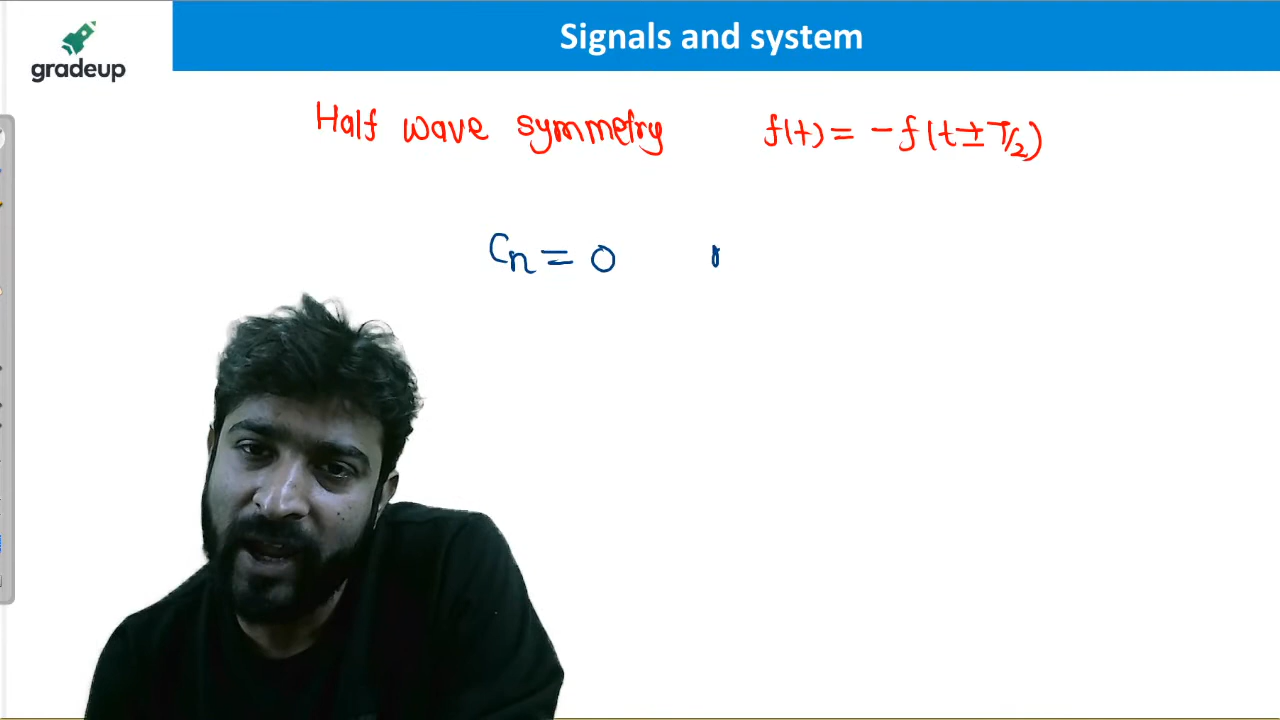 Signals and system
gradeup
Half wave symmetry f(t) = -f(t±T/2)
Cn = 0